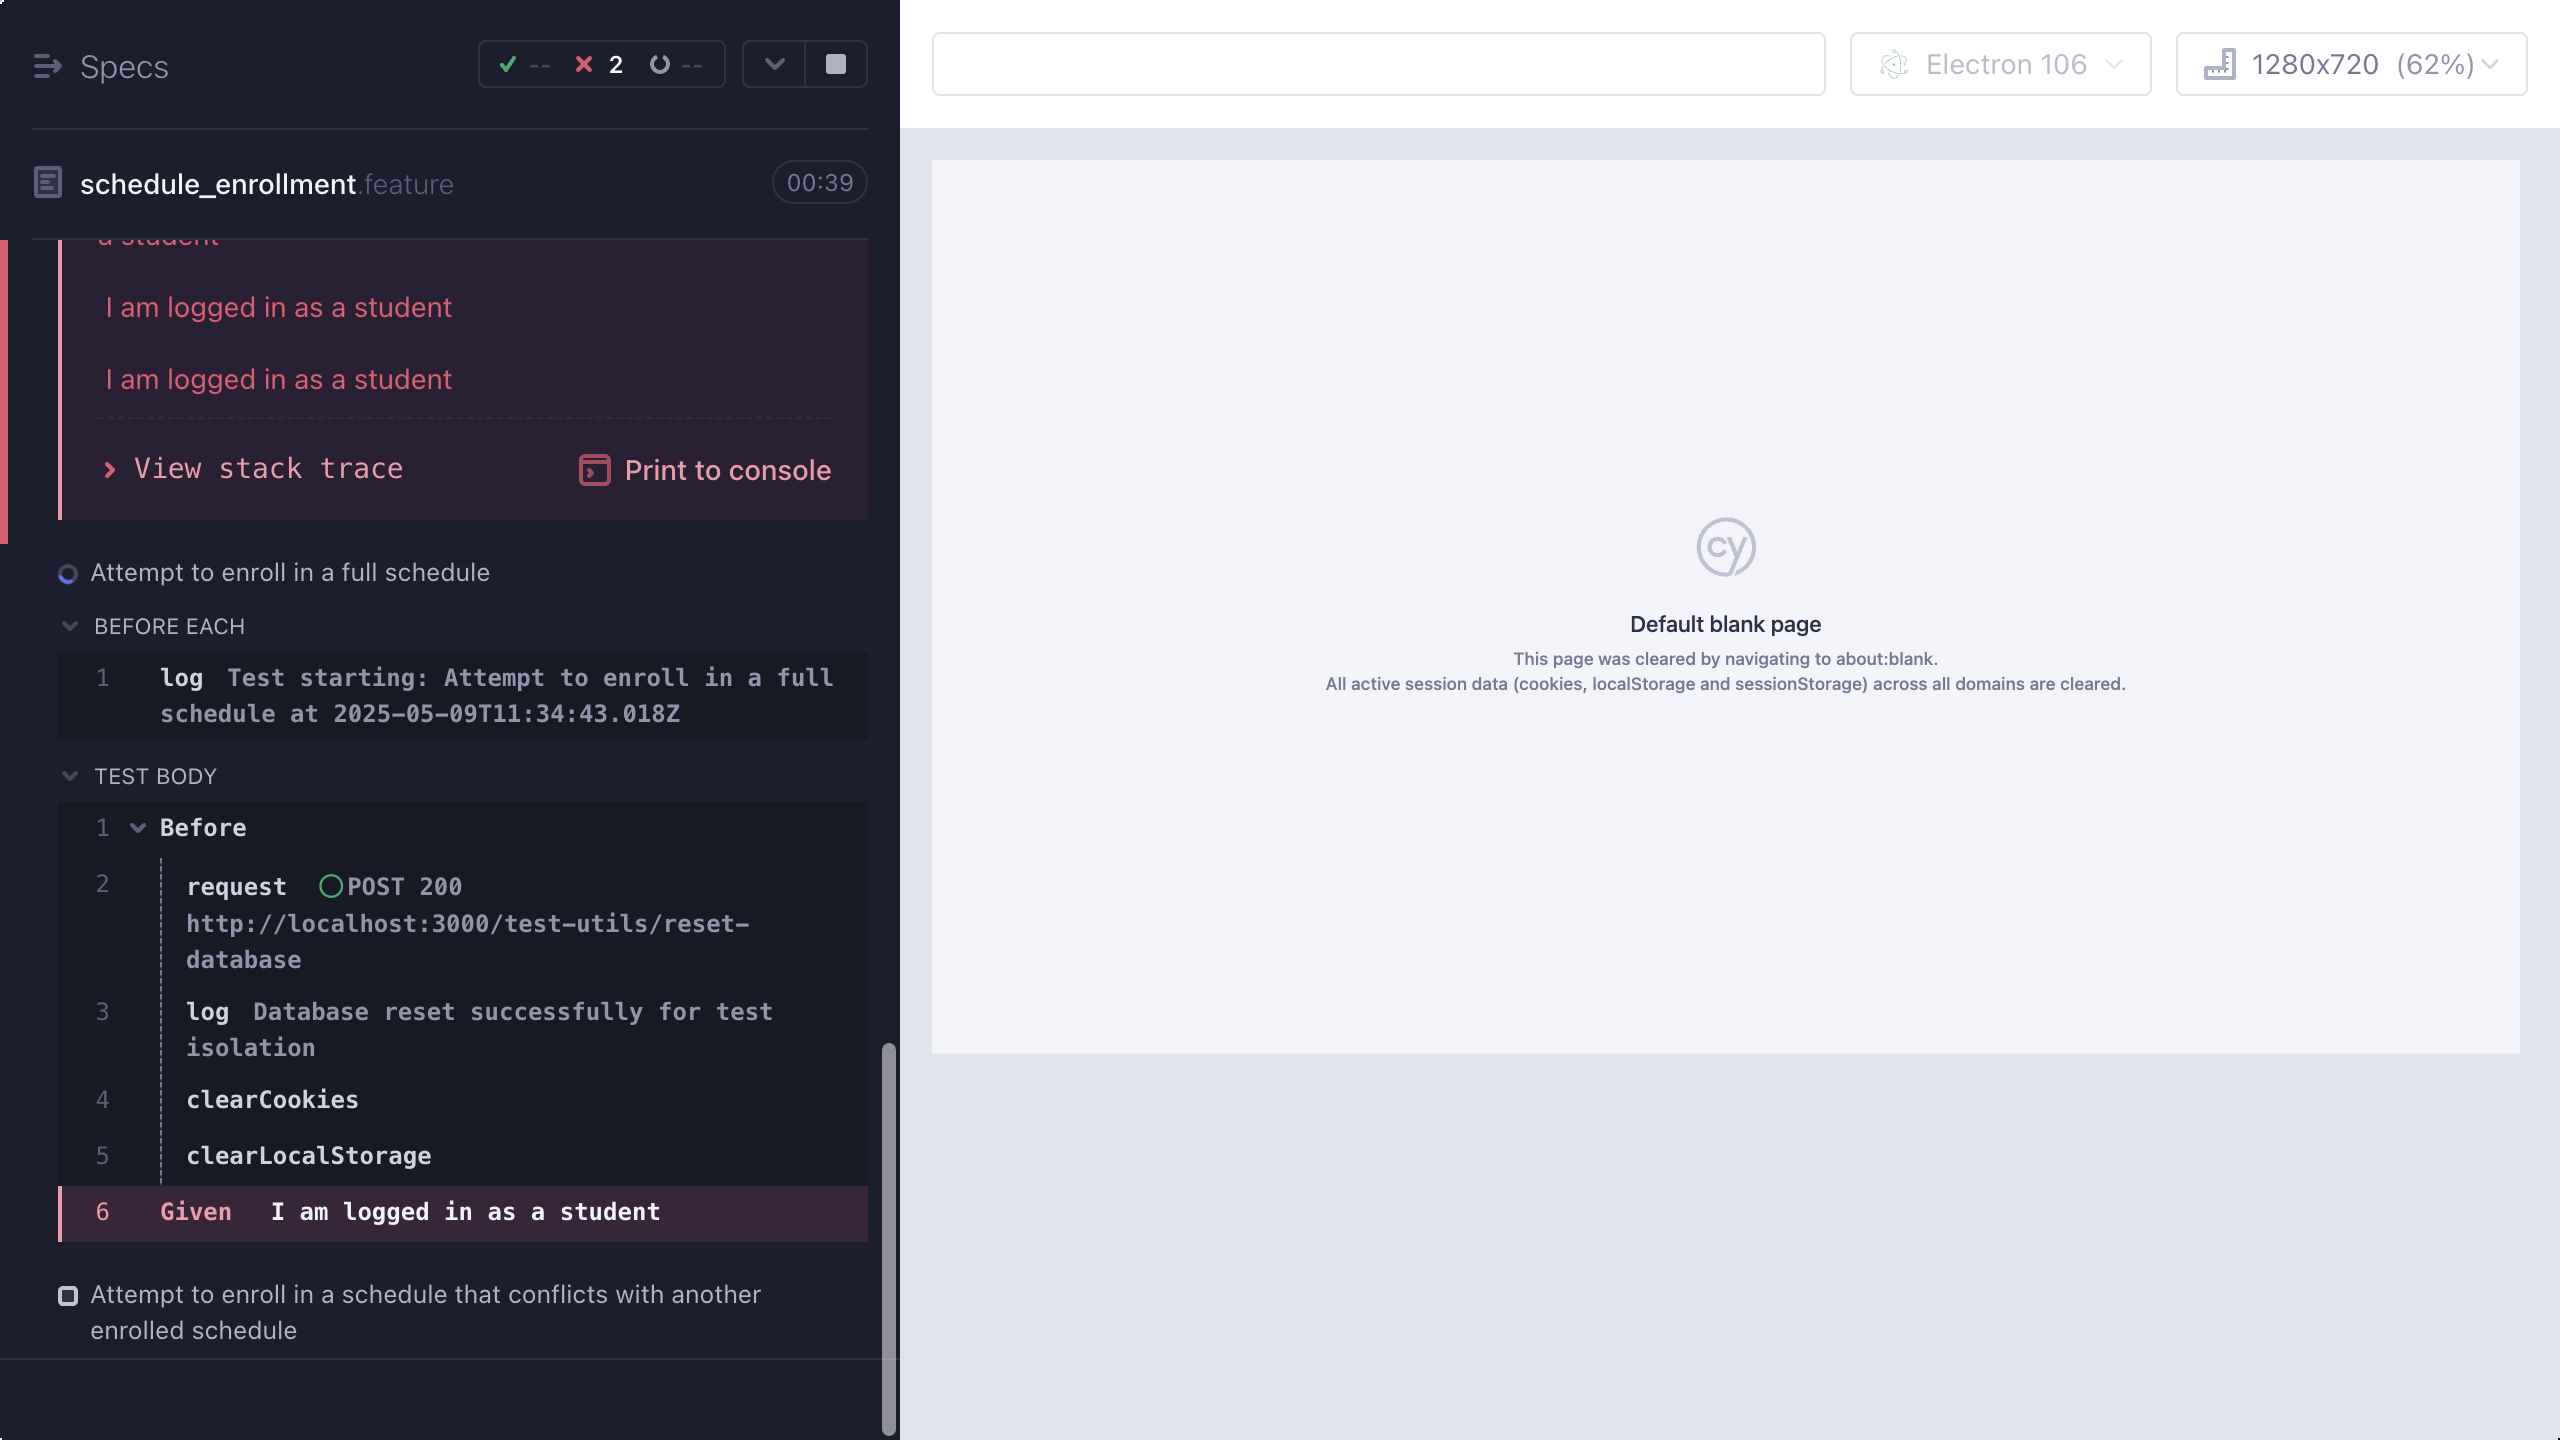 Specs
-- 2 --
schedule_enrollment.feature
00:39
a student
I am logged in as a student
I am logged in as a student
View stack trace
Print to console
Attempt to enroll in a full schedule
BEFORE EACH
1 log Test starting: Attempt to enroll in a full
schedule at 2025-05-09T11:34:43.018Z
TEST BODY
1 Before
2 request POST 200
http://localhost:3000/test-utils/reset-
database
3 log Database reset successfully for test
isolation
4 clearCookies
5 clearLocalStorage
6 Given I am logged in as a student
Attempt to enroll in a schedule that conflicts with another
enrolled schedule
Electron 106
1280x720 (62%)
cy
Default blank page
This page was cleared by navigating to about:blank.
All active session data (cookies, localStorage and sessionStorage) across all domains are cleared.